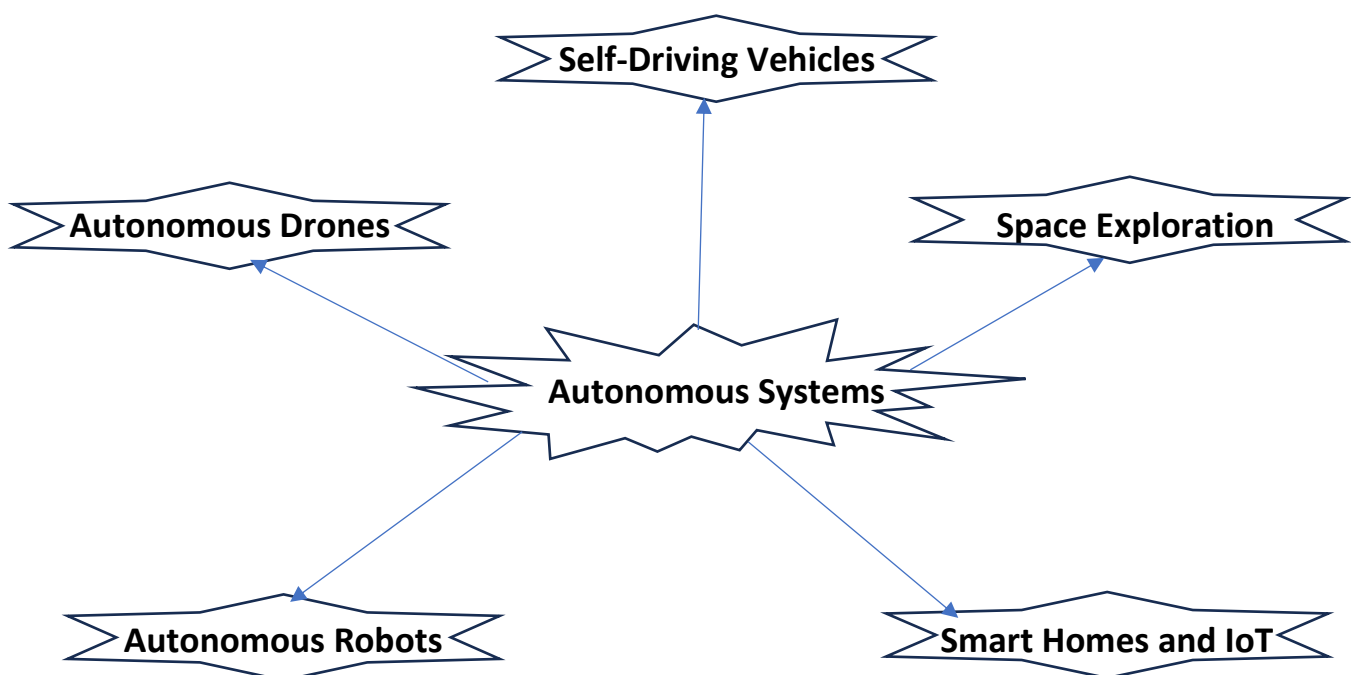 Self-Driving Vehicles
Autonomous Drones
Space Exploration
Autonomous Systems
Autonomous Robots
Smart Homes and IoT